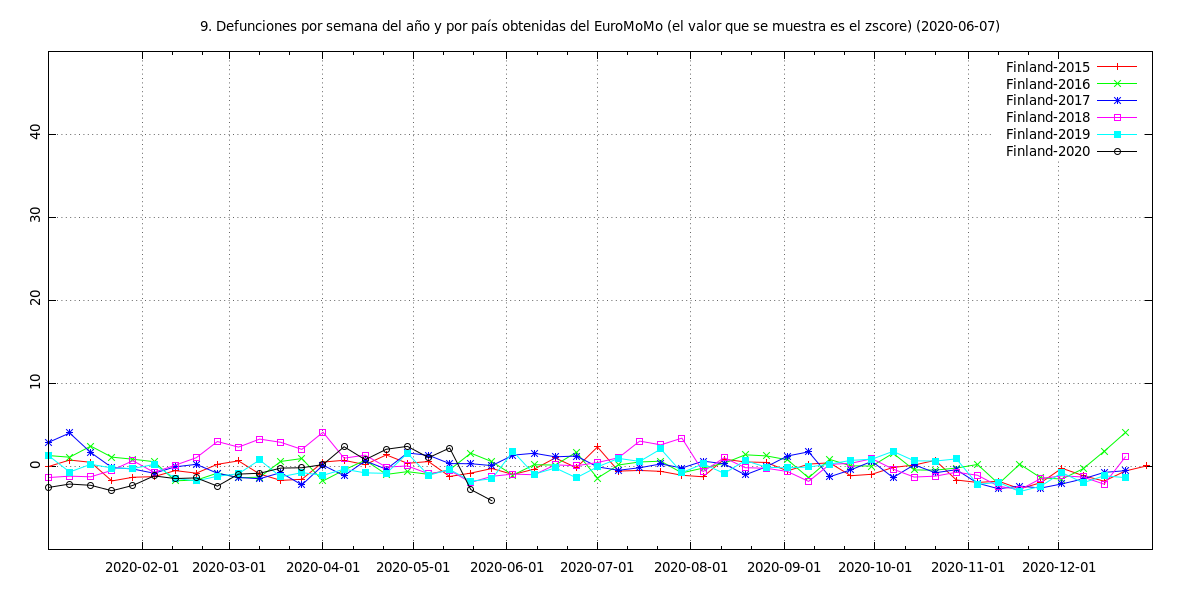 9. Defunciones por semana del año y por país obtenidas del EuroMoMo (el valor que se muestra es el zscore) (2020-06-07)
Finland-2015
Finland-2016
Finland-2017
Finland-2018
Finland-2019
Finland-2020
40
30
20
10
0
2020-02-01 2020-03-01 2020-04-01 2020-05-01 2020-06-01 2020-07-01 2020-08-01 2020-09-01 2020-10-01 2020-11-01 2020-12-01